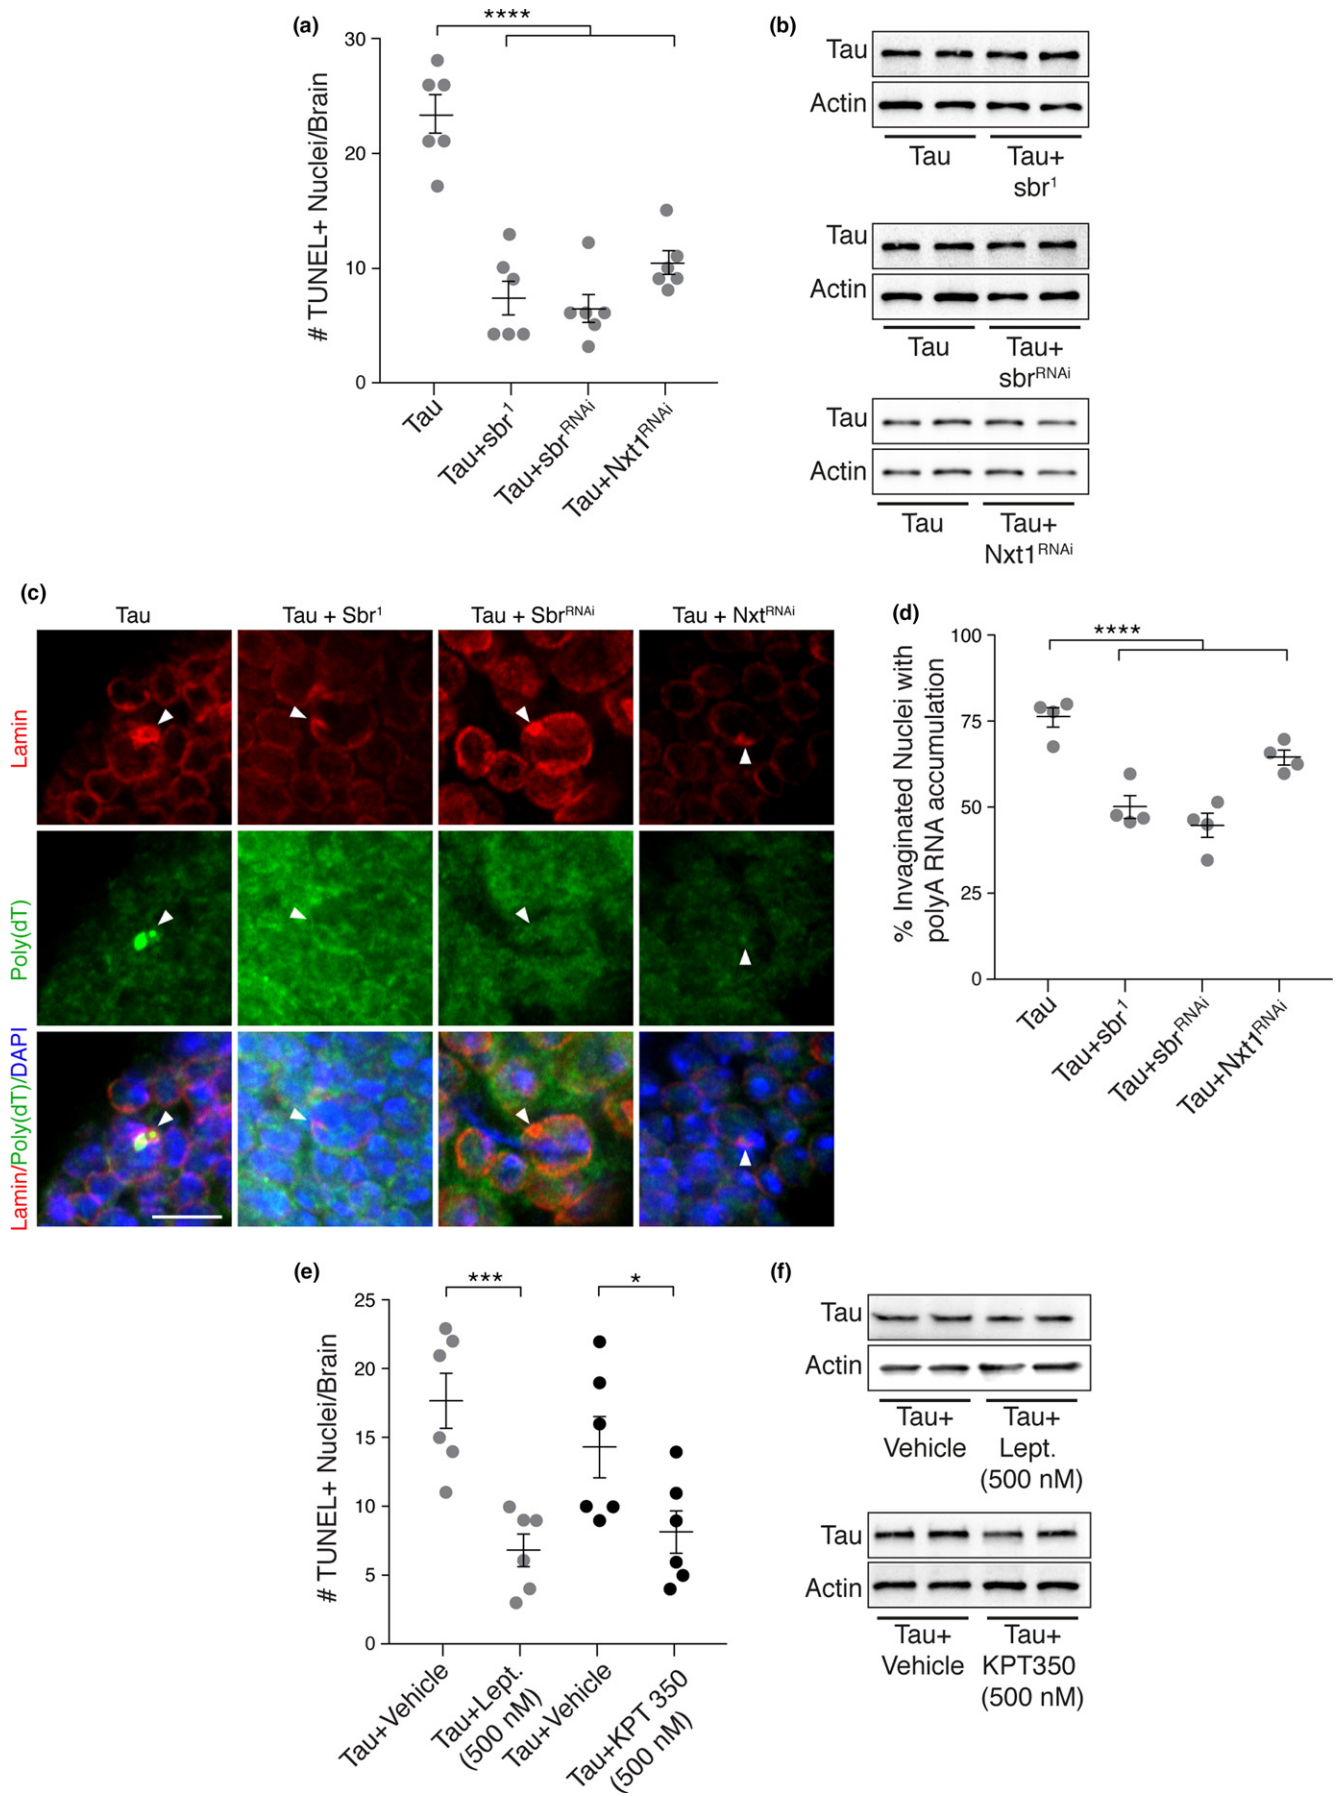 (a)
****
# TUNEL+ Nuclei/Brain
30
20
10
0
Tau
Tau+sbr¹
Tau+sbrᴿᴺᴬⁱ
Tau+Nxt1ᴿᴺᴬⁱ
(b)
Tau
Actin
Tau
Tau+
sbr¹
Tau
Actin
Tau
Tau+
sbrᴿᴺᴬⁱ
Tau
Actin
Tau
Tau+
Nxt1ᴿᴺᴬⁱ
(c)
Tau
Tau + Sbr¹
Tau + Sbrᴿᴺᴬⁱ
Tau + Nxtᴿᴺᴬⁱ
Lamin
Poly(dT)
Lamin/Poly(dT)/DAPI
(d)
****
% Invaginated Nuclei with
polyA RNA accumulation
100
75
50
25
0
Tau
Tau+sbr¹
Tau+sbrᴿᴺᴬⁱ
Tau+Nxt1ᴿᴺᴬⁱ
(e)
***
*
# TUNEL+ Nuclei/Brain
25
20
15
10
5
0
Tau+Vehicle
Tau+Lept.
(500 nM)
Tau+Vehicle
Tau+KPT 350
(500 nM)
(f)
Tau
Actin
Tau+
Vehicle
Tau+
Lept.
(500 nM)
Tau
Actin
Tau+
Vehicle
Tau+
KPT350
(500 nM)